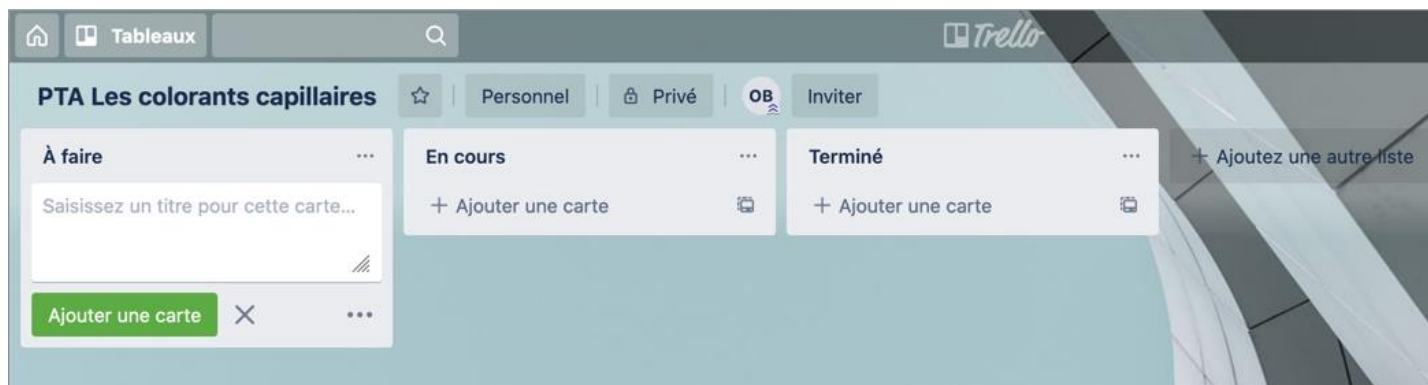 Tableaux
Trello
PTA Les colorants capillaires
Personnel
Privé
OB
Inviter
À faire
En cours
Terminé
+ Ajoutez une autre liste
Saisissez un titre pour cette carte...
+ Ajouter une carte
+ Ajouter une carte
Ajouter une carte